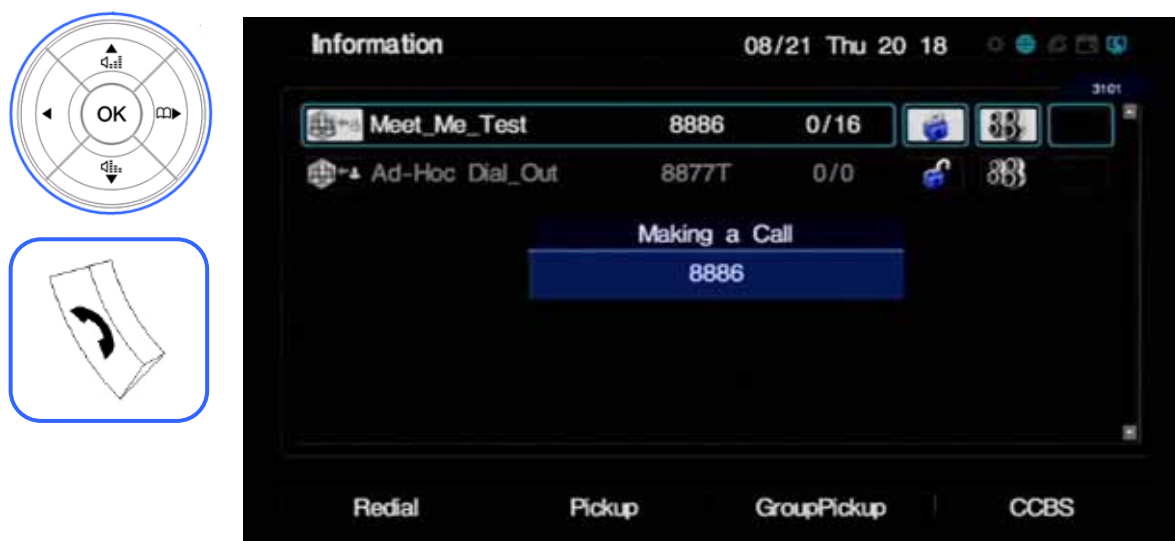 OK
Information 08/21 Thu 20 18
3101
Meet_Me_Test 8886 0/16
Ad-Hoc Dial_Out 8877T 0/0
Making a Call
8886
Redial Pickup GroupPickup CCBS